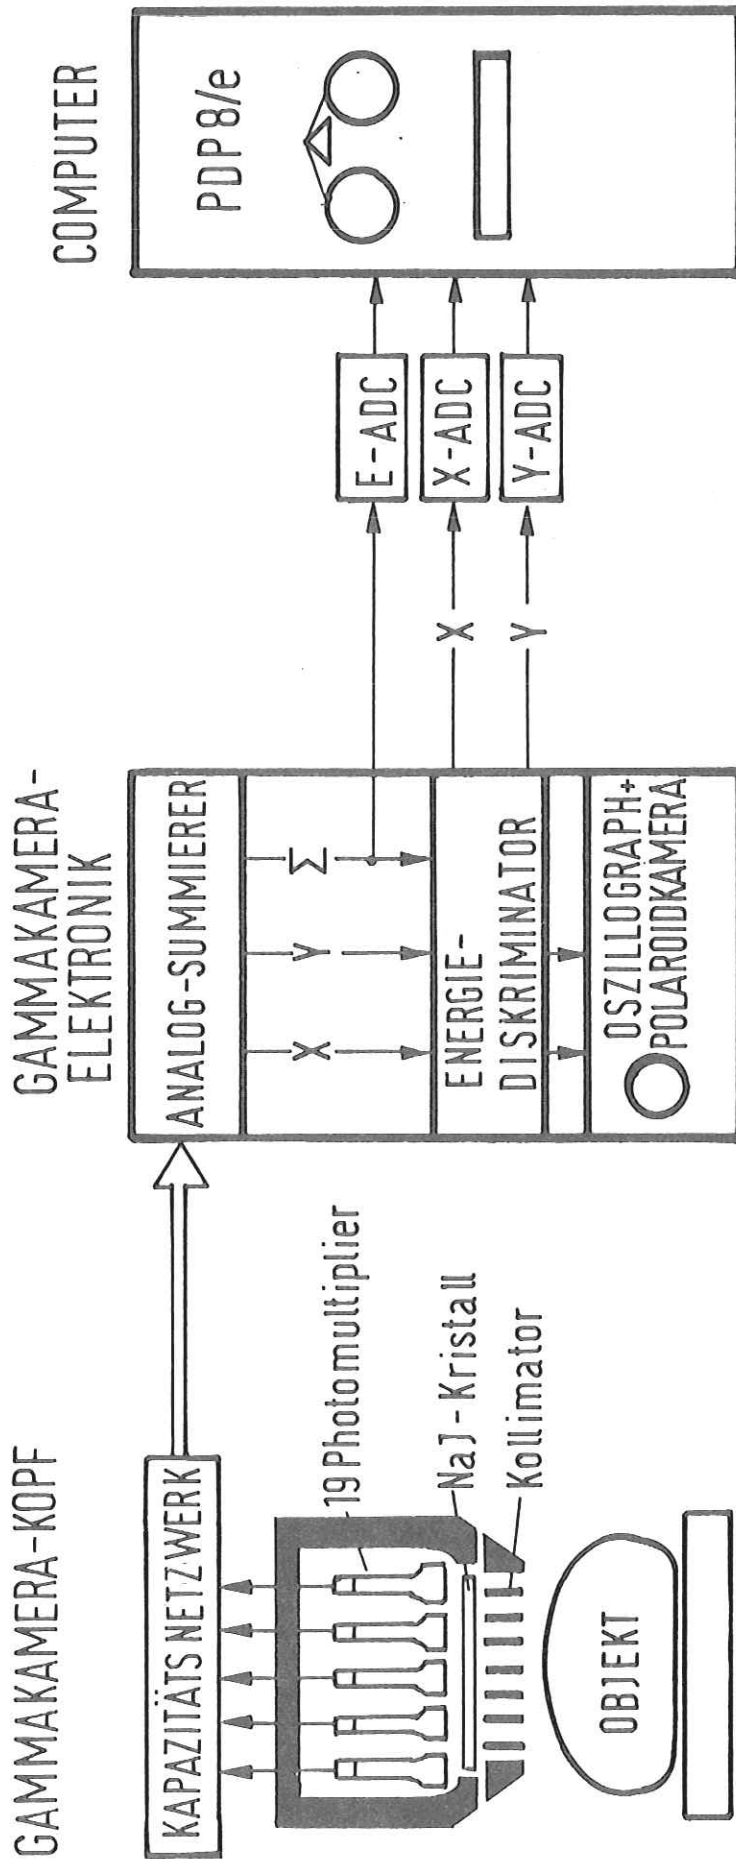 GAMMAKAMERA-KOPF
KAPAZITÄTS NETZWERK
19 Photomultiplier
NaJ-Kristall
Kollimator
OBJEKT
GAMMAKAMERA-
ELEKTRONIK
ANALOG-SUMMIERER
X
Y
Σ
ENERGIE-
DISKRIMINATOR
OSZILLOGRAPH+
POLAROIDKAMERA
X
Y
E-ADC
X-ADC
Y-ADC
COMPUTER
PDP8/e